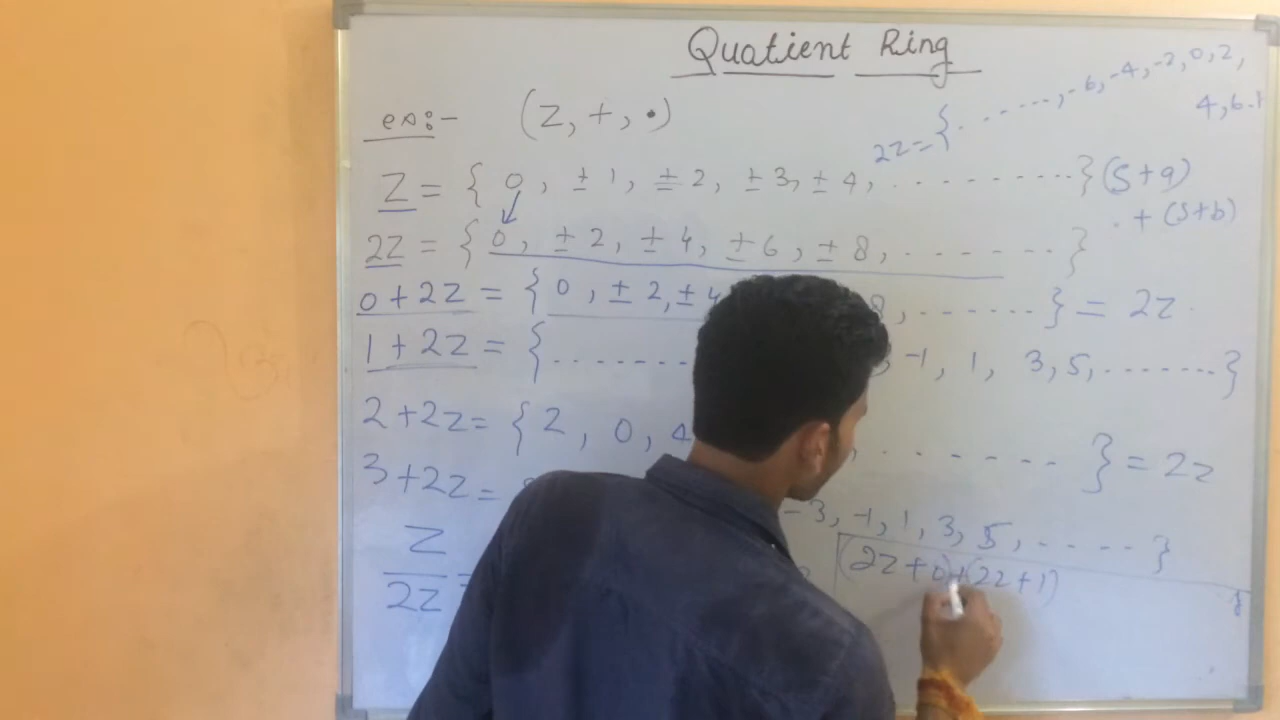 Quatient Ring
ex:- (Z, +, •)
2Z = { . ......, -6, -4, -2, 0, 2,
4, 6
Z = { 0, ± 1, ± 2, ± 3, ± 4, ........... } (S+a)
+ (S+b)
2Z = { 0, ± 2, ± 4, ± 6, ± 8, ....... }
0 + 2Z = { 0, ± 2, ± 4 8, ....... } = 2Z
1 + 2Z = { ........ , -1, 1, 3, 5, ....... }
2 + 2Z = { 2, 0, 4 , ....... } = 2Z
3 + 2Z = -3, -1, 1, 3, 5, ..... }
Z
2Z =
(2Z+0)+(2Z+1)